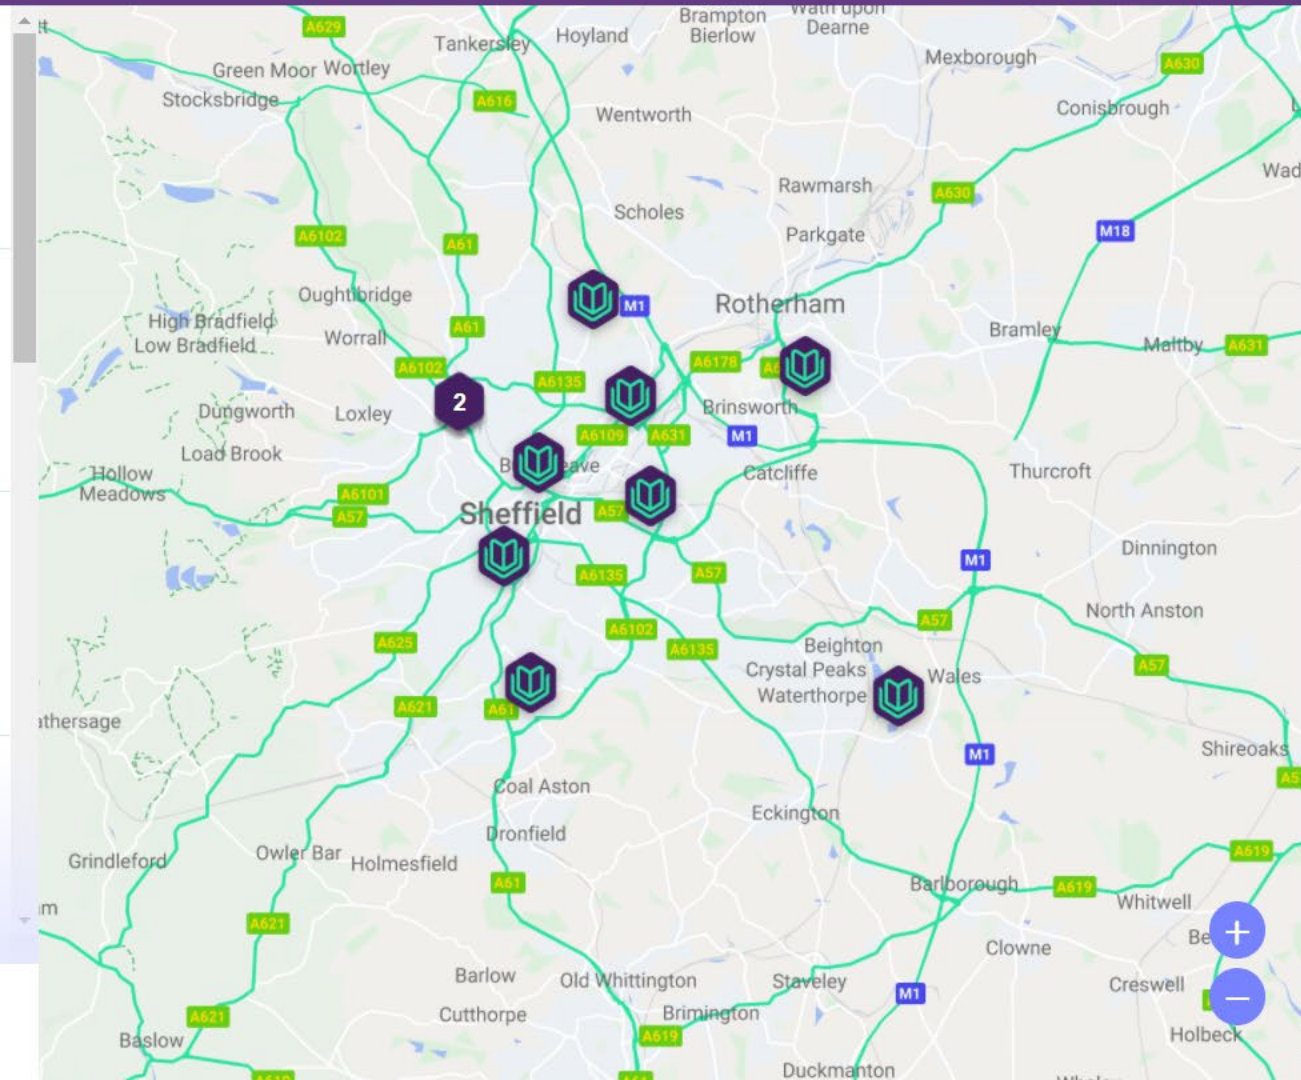 A629
Tankersley
Hoyland
Brampton
Bierlow
Wath upon
Dearne
Mexborough
A630
Green Moor
Wortley
Stocksbridge
A616
Wentworth
Conisbrough
Rawmarsh
A630
Scholes
Parkgate
M18
A6102
A61
Oughtibridge
M1
Rotherham
High Bradfield
Low Bradfield
Worrall
A61
Bramley
Maltby
A631
A6102
A6135
A6178
2
Brinsworth
Dungworth
Loxley
A6109
A631
M1
Load Brook
Hollow
Meadows
Catcliffe
Thurcroft
A6101
A57
Sheffield
A57
Dinnington
M1
A6135
A57
North Anston
A57
A6102
A625
A6135
Beighton
Crystal Peaks
Waterthorpe
Wales
A57
A621
A61
Shireoaks
M1
Coal Aston
Eckington
Dronfield
Grindleford
Owler Bar
Holmesfield
A619
A61
Barlborough
A619
Whitwell
A621
Clowne
Barlow
Old Whittington
Staveley
Creswell
M1
A621
Cutthorpe
Brimington
A619
Holbeck
Baslow
Duckmanton